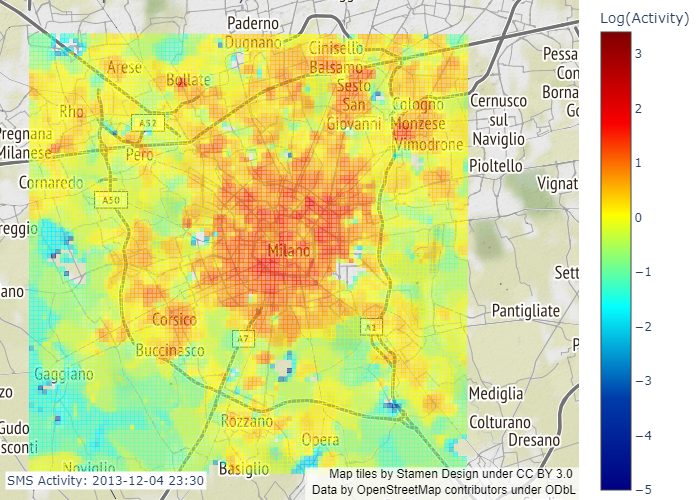 Log(Activity)
3
2
1
0
−1
−2
−3
−4
−5
Paderno
Dugnano
Cinisello
Balsamo
Arese
Bollate
Sesto
San
Giovanni
Cologno
Monzese
Vimodrone
Cernusco
sul
Naviglio
Pessa
Con
Borna
Go
Rho
A52
Pregnana
Milanese
Pero
Pioltello
Cornaredo
A50
Vignat
reggio
Milano
Sett
ano
Pantigliate
Corsico
A7
A1
P
Buccinasco
Gaggiano
zo
Mediglia
Rozzano
Colturano
Gudo
sconti
Opera
Dresano
Noviglio
Basiglio
SMS Activity: 2013-12-04 23:30
Map tiles by Stamen Design under CC BY 3.0
Data by OpenStreetMap contributors under ODbL